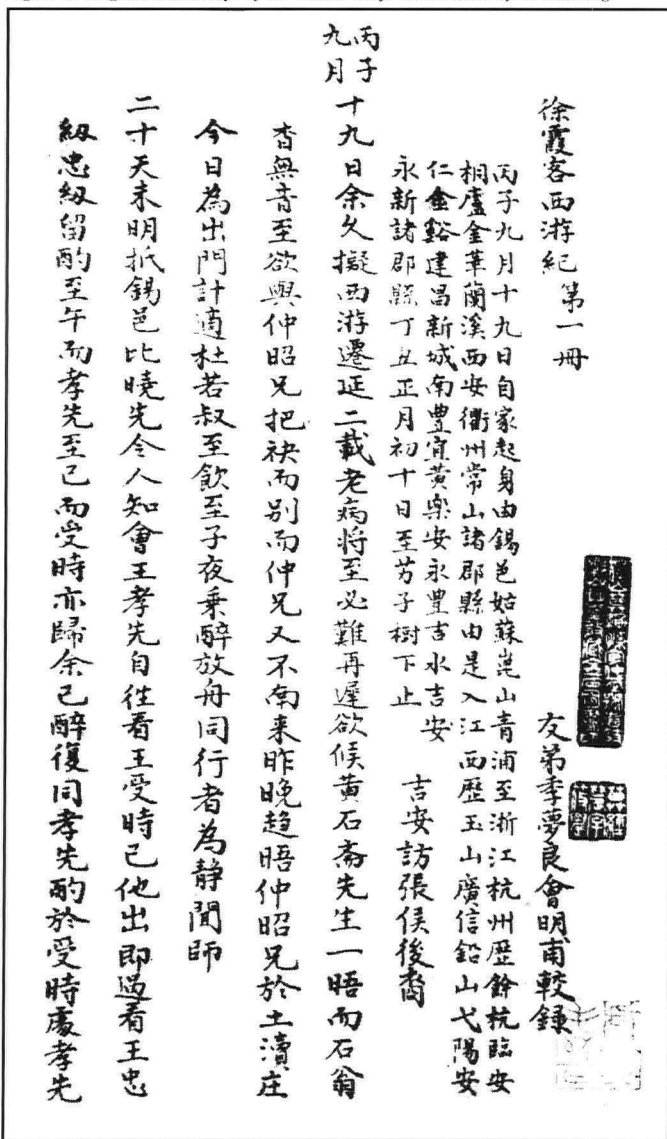 徐霞客西游紀 第一冊
友弟季夢良會明甫較錄
丙子九月十九日自家起身由錫邑姑蘇崑山青浦至浙江杭州歷餘杭臨安
桐廬金華蘭溪西安衢州常山諸郡縣由是入江西歷玉山廣信鉛山弋陽安
仁金谿建昌新城南豊宜黃樂安永豊吉水吉安
永新諸郡縣丁丑正月初十日至芳子樹下止
吉安訪張侯後裔
丙子
九月
十九日余久擬西游遷延二載老病將至必難再遲欲候黃石斎先生一晤而石翁
杳無音至欲與仲昭兄把袂而別而仲兄又不南来昨晚趋晤仲昭兄於土瀆庄
今日為出門計適杜若叔至飲至子夜乗醉放舟同行者為静聞師
二十天未明抵錫邑比曉先令人知會王孝先自徃看王受時已他出即過看王忠
紉忠紉留酌至午而孝先至已而受時亦歸余已醉復同孝先酌於受時處孝先